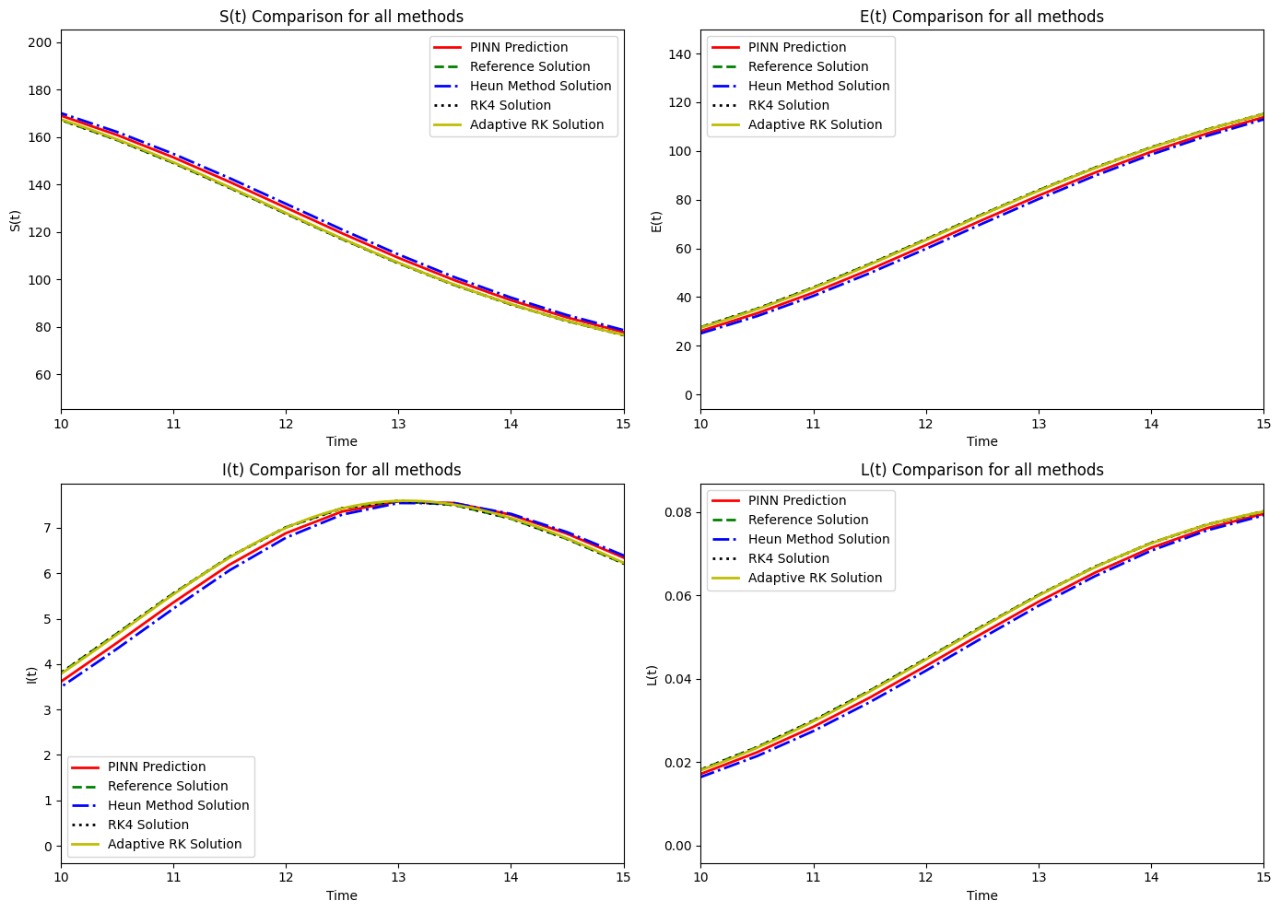 S(t) Comparison for all methods
200
180
160
140
120
100
80
60
S(t)
10 11 12 13 14 15
Time
PINN Prediction
Reference Solution
Heun Method Solution
RK4 Solution
Adaptive RK Solution
E(t) Comparison for all methods
140
120
100
80
60
40
20
0
E(t)
10 11 12 13 14 15
Time
PINN Prediction
Reference Solution
Heun Method Solution
RK4 Solution
Adaptive RK Solution
I(t) Comparison for all methods
7
6
5
4
3
2
1
0
I(t)
10 11 12 13 14 15
Time
PINN Prediction
Reference Solution
Heun Method Solution
RK4 Solution
Adaptive RK Solution
L(t) Comparison for all methods
0.08
0.06
0.04
0.02
0.00
L(t)
10 11 12 13 14 15
Time
PINN Prediction
Reference Solution
Heun Method Solution
RK4 Solution
Adaptive RK Solution